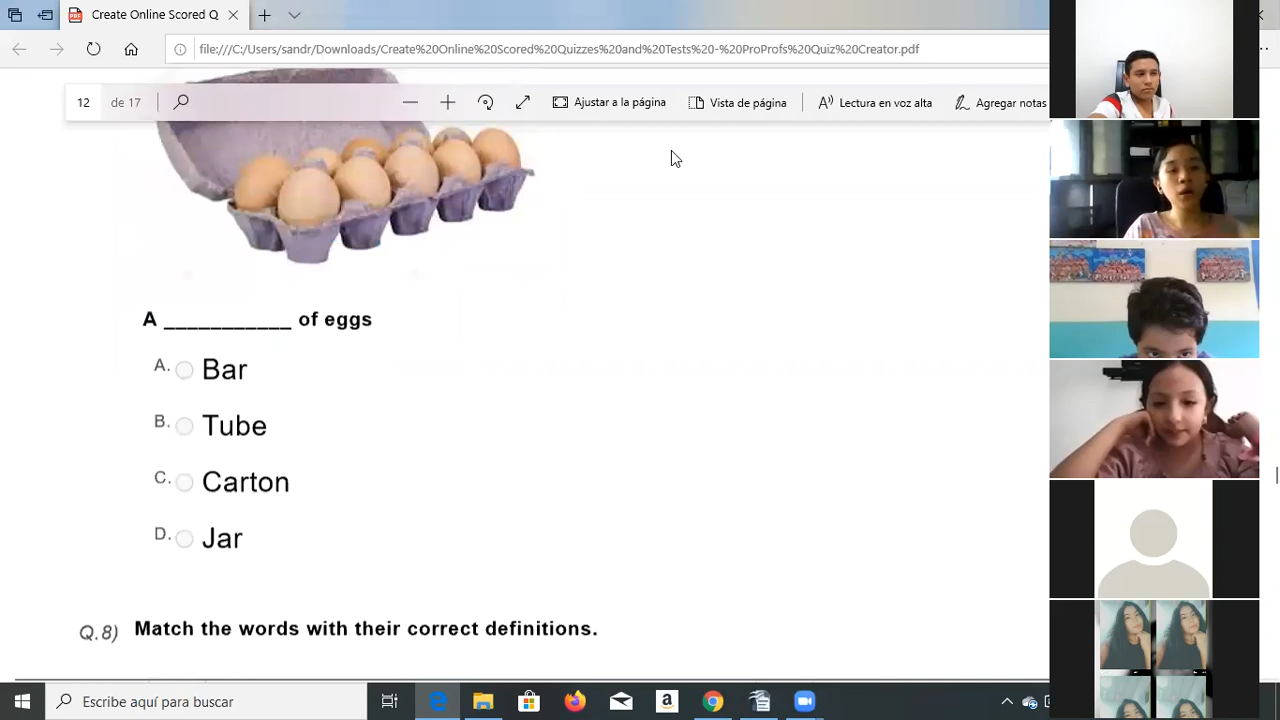 Create Online Scored Q
file:///C:/Users/sandr/Downloads/Create%20Online%20Scored%20Quizzes%20and%20Tests%20-%20ProProfs%20Quiz%20Creator.pdf
12 de 17 Ajustar a la página Vista de página Lectura en voz alta Agregar notas
A ____________ of eggs
A. Bar
B. Tube
C. Carton
D. Jar
Q.8) Match the words with their correct definitions.
Escribe aquí para buscar